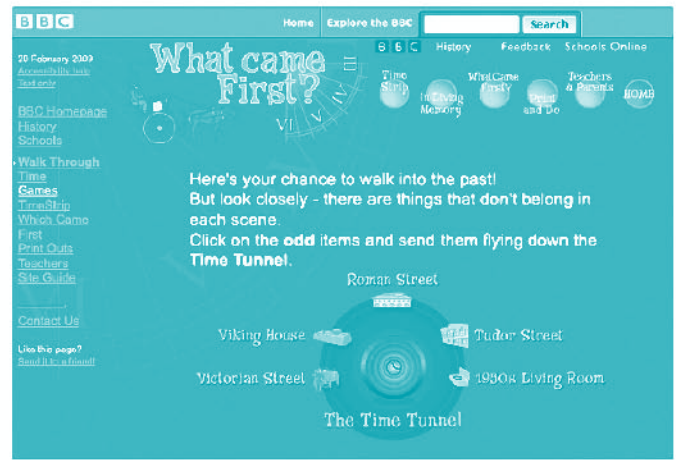 BBC
Home
Explore the BBC
Search
20 February 2009
Accessibility help
Text only
BBC Homepage
History
Schools
Walk Through
Time
Games
TimeStrip
Which Came
First
Print Outs
Teachers
Site Guide
Contact Us
Like this page?
Send it to a friend!
What came
First?
III
VI
BBC
History
Feedback
Schools Online
Time
Strip
In Living
Memory
What Came
First?
Print
and Do
Teachers
& Parents
HOME
Here's your chance to walk into the past!
But look closely - there are things that don't belong in
each scene.
Click on the odd items and send them flying down the
Time Tunnel.
Roman Street
Viking House
Tudor Street
Victorian Street
1950s Living Room
The Time Tunnel